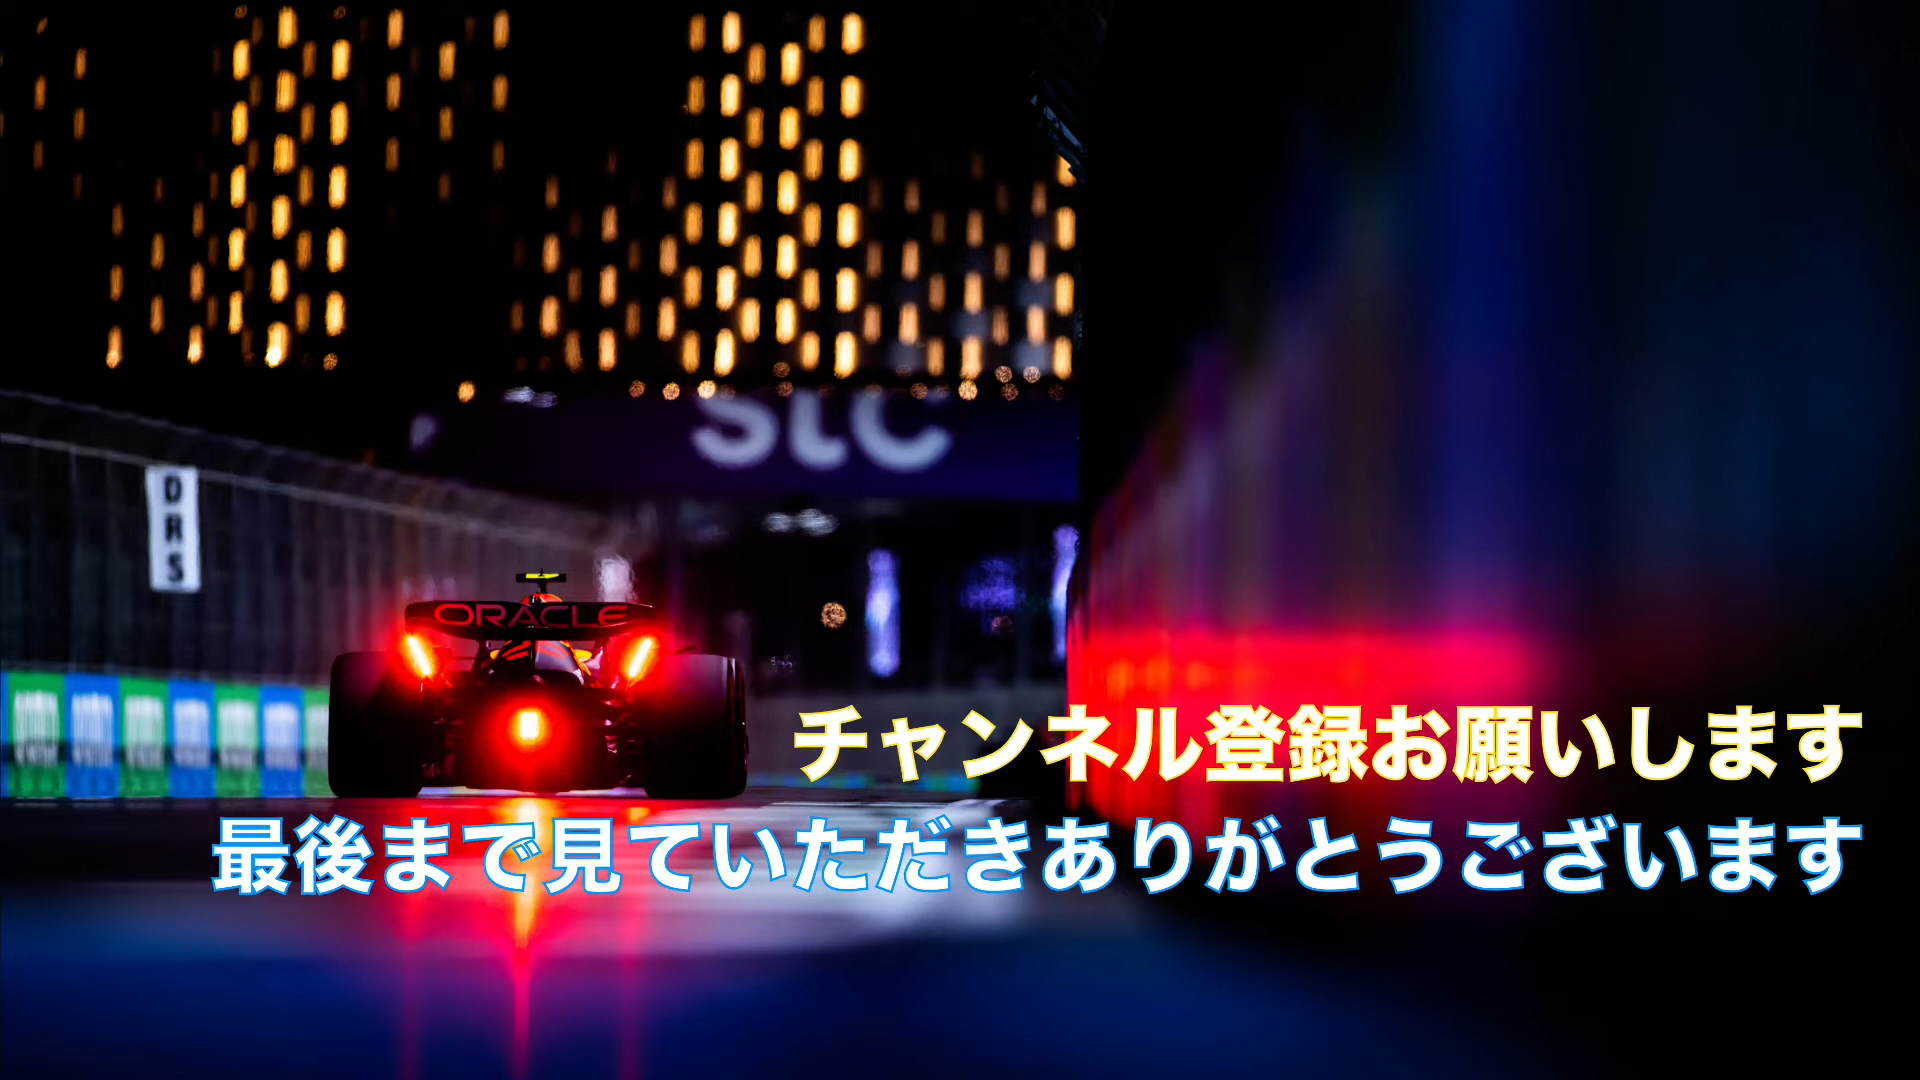 stc
DRS
ORACLE
チャンネル登録お願いします
最後まで見ていただきありがとうございます